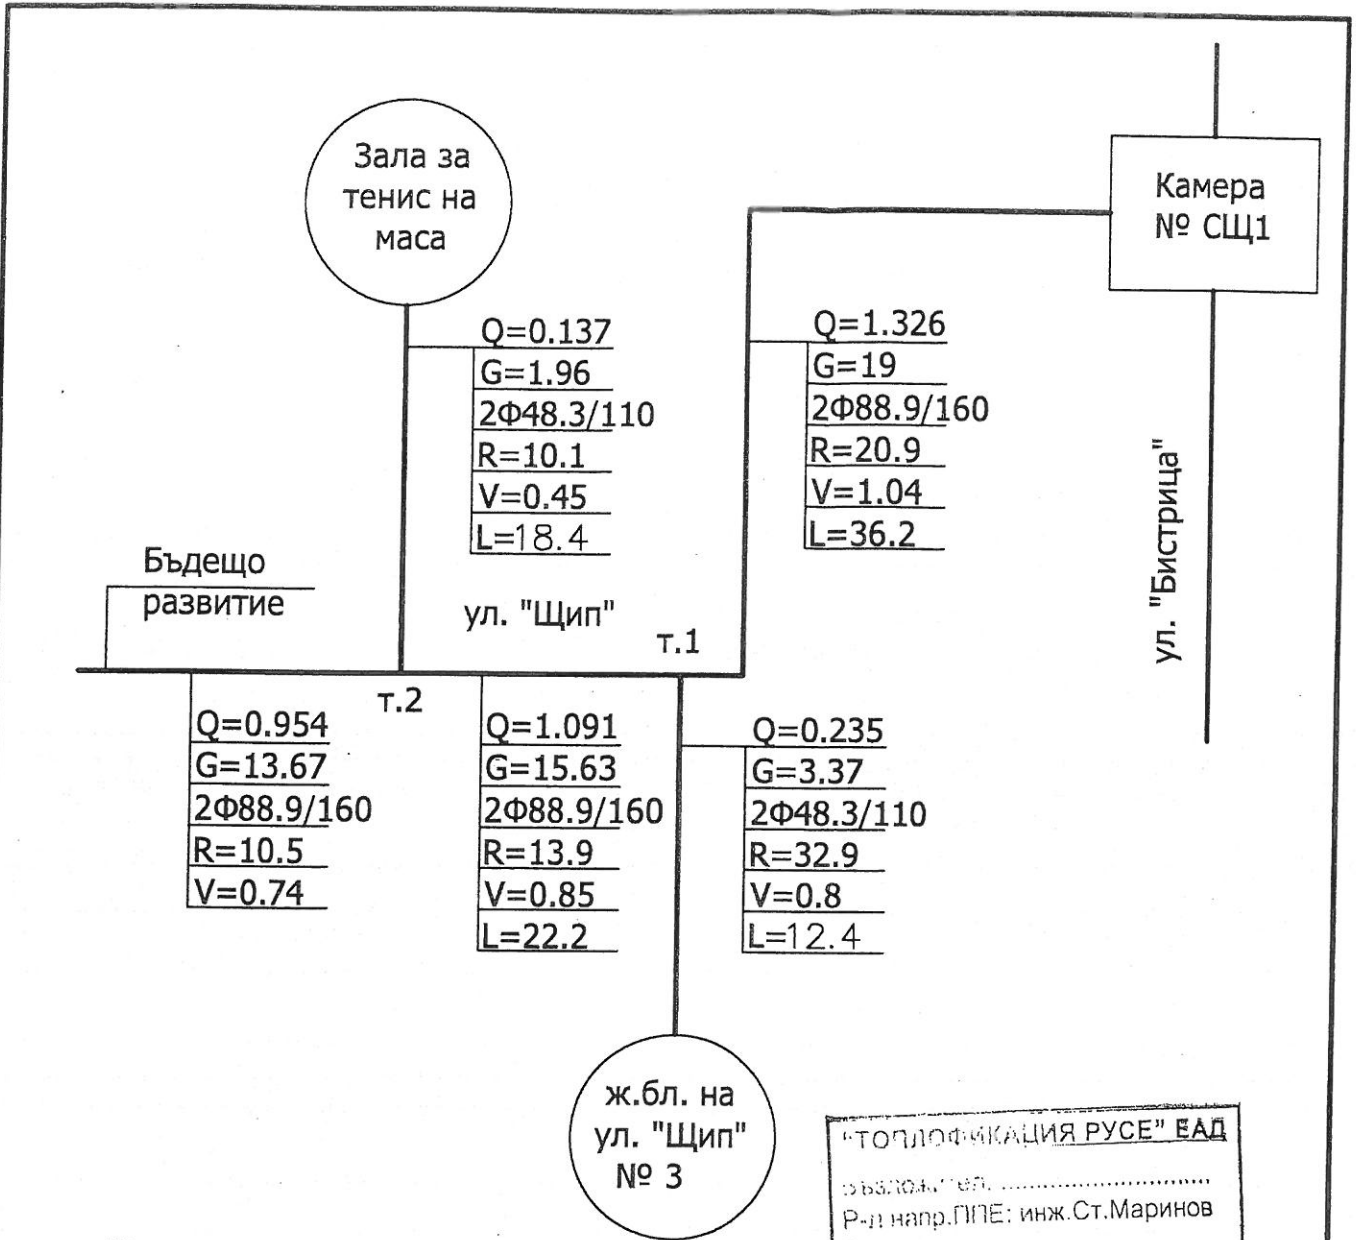 Зала за
тенис на
маса
Камера
№ СЩ1
Q=0.137
G=1.96
2Ф48.3/110
R=10.1
V=0.45
L=18.4
Q=1.326
G=19
2Ф88.9/160
R=20.9
V=1.04
L=36.2
ул. "Бистрица"
Бъдещо
развитие
ул. "Щип"
т.1
т.2
Q=0.954
G=13.67
2Ф88.9/160
R=10.5
V=0.74
Q=1.091
G=15.63
2Ф88.9/160
R=13.9
V=0.85
L=22.2
Q=0.235
G=3.37
2Ф48.3/110
R=32.9
V=0.8
L=12.4
ж.бл. на
ул. "Щип"
№ 3
"ТОПЛОФИКАЦИЯ РУСЕ" ЕАД
Р-л напр.ППЕ: инж.Ст.Маринов